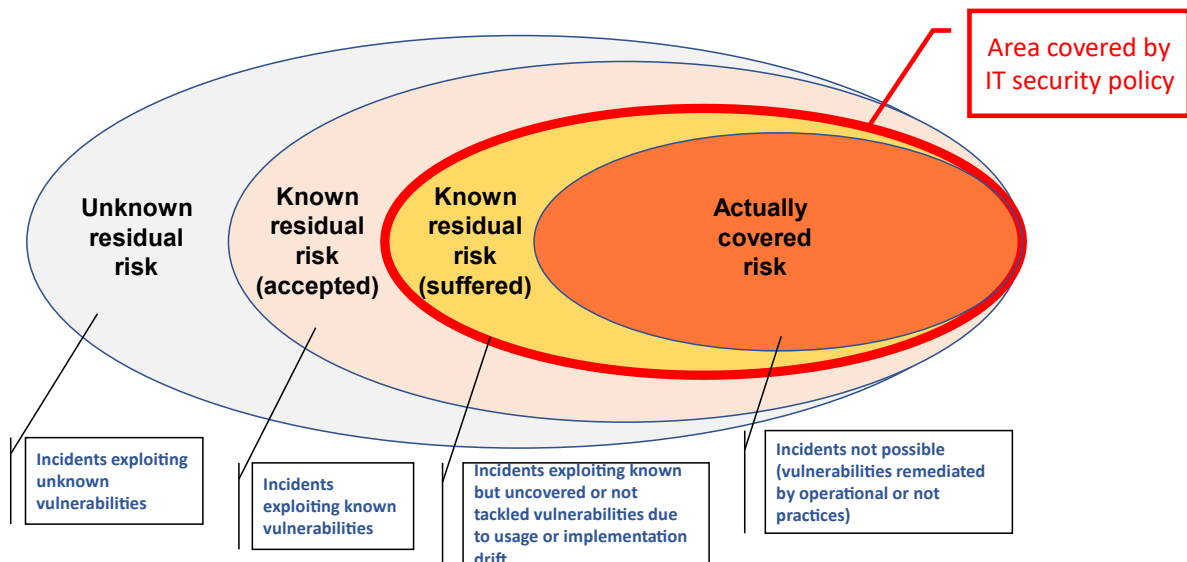 Area covered by
IT security policy
Unknown
residual
risk
Known
residual
risk
(accepted)
Known
residual
risk
(suffered)
Actually
covered
risk
Incidents exploiting
unknown
vulnerabilities
Incidents
exploiting known
vulnerabilities
Incidents exploiting known
but uncovered or not
tackled vulnerabilities due
to usage or implementation
drift
Incidents not possible
(vulnerabilities remediated
by operational or not
practices)